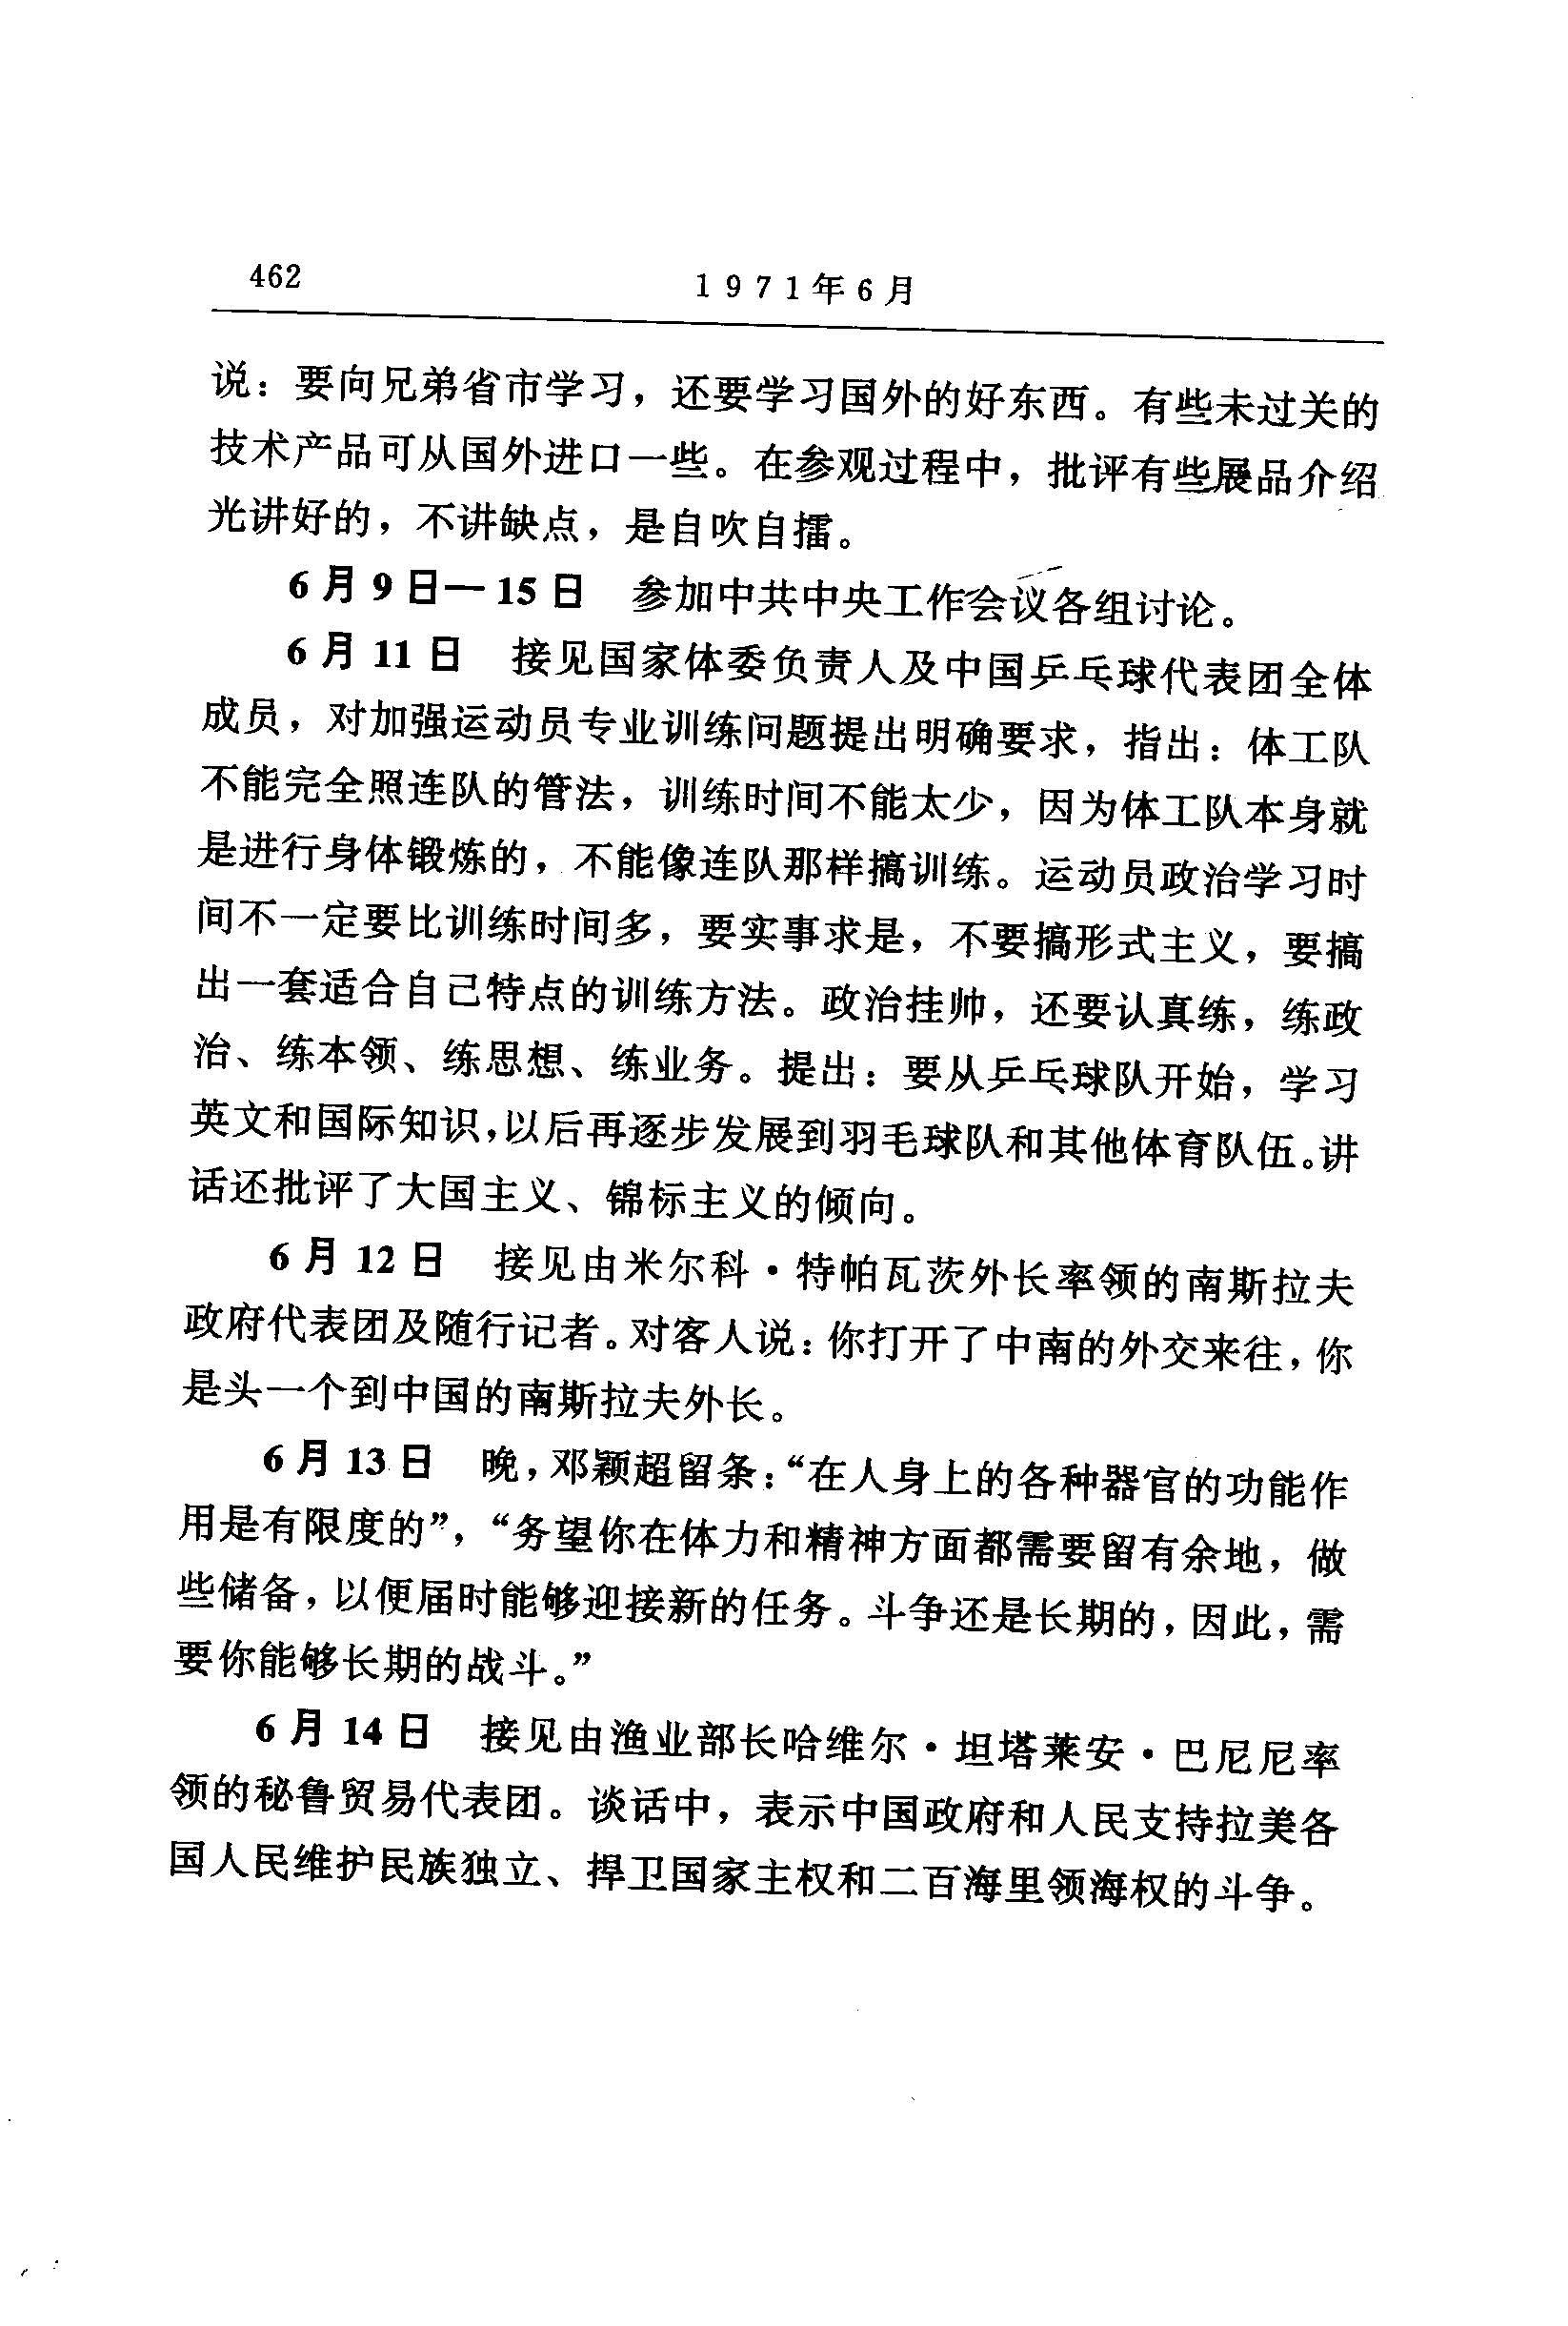 462
1971年6月
说：要向兄弟省市学习，还要学习国外的好东西。有些未过关的
技术产品可从国外进口一些。在参观过程中，批评有些展品介绍
光讲好的，不讲缺点，是自吹自擂。
6月9日—15日　参加中共中央工作会议各组讨论。
6月11日　接见国家体委负责人及中国乒乓球代表团全体
成员，对加强运动员专业训练问题提出明确要求，指出：体工队
不能完全照连队的管法，训练时间不能太少，因为体工队本身就
是进行身体锻炼的，不能像连队那样搞训练。运动员政治学习时
间不一定要比训练时间多，要实事求是，不要搞形式主义，要搞
出一套适合自己特点的训练方法。政治挂帅，还要认真练，练政
治、练本领、练思想、练业务。提出：要从乒乓球队开始，学习
英文和国际知识，以后再逐步发展到羽毛球队和其他体育队伍。讲
话还批评了大国主义、锦标主义的倾向。
6月12日　接见由米尔科·特帕瓦茨外长率领的南斯拉夫
政府代表团及随行记者。对客人说：你打开了中南的外交来往，你
是头一个到中国的南斯拉夫外长。
6月13日　晚，邓颖超留条：“在人身上的各种器官的功能作
用是有限度的”，“务望你在体力和精神方面都需要留有余地，做
些储备，以便届时能够迎接新的任务。斗争还是长期的，因此，需
要你能够长期的战斗。”
6月14日　接见由渔业部长哈维尔·坦塔莱安·巴尼尼率
领的秘鲁贸易代表团。谈话中，表示中国政府和人民支持拉美各
国人民维护民族独立、捍卫国家主权和二百海里领海权的斗争。